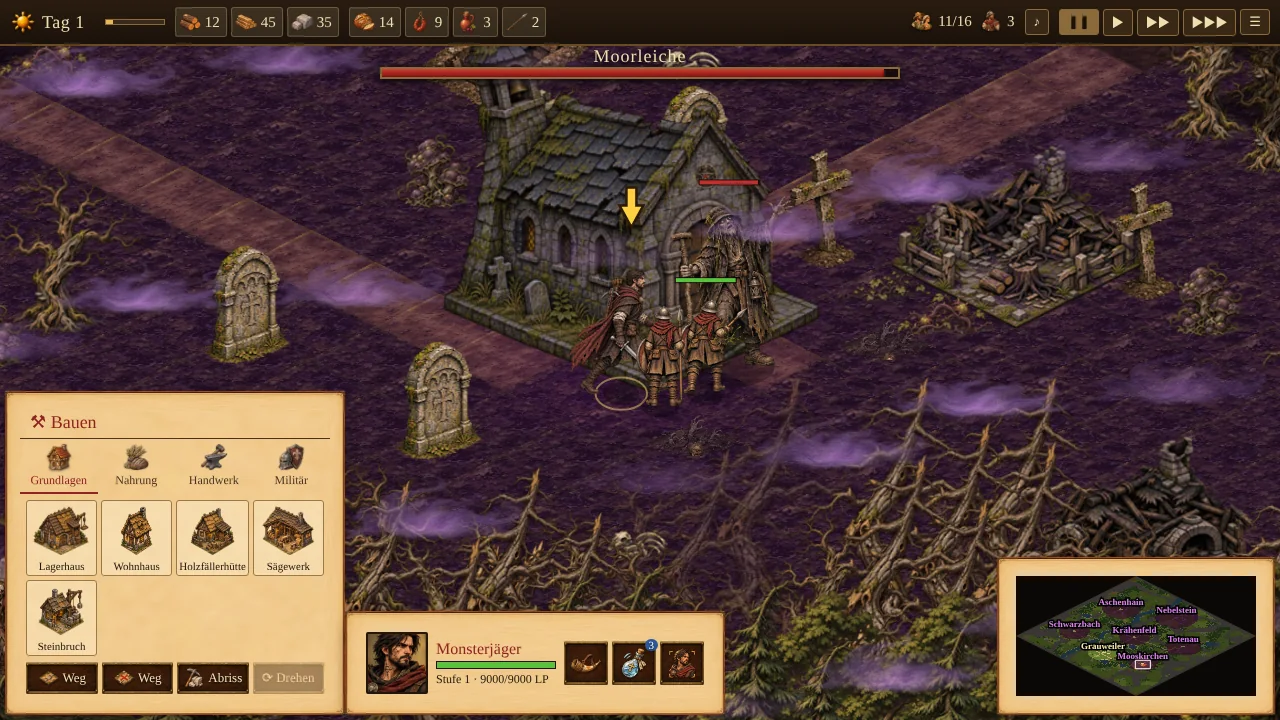 Tag 1
12
45
35
14
9
3
2
11/16
3
Moorleiche
Bauen
Grundlagen
Nahrung
Handwerk
Militär
Lagerhaus
Wohnhaus
Holzfällerhütte
Sägewerk
Steinbruch
Weg
Weg
Abriss
Drehen
Monsterjäger
Stufe 1 · 9000/9000 LP
3
Aschenhain
Nebelstein
Schwarzbach
Krähenfeld
Totenau
Grauweiler
Mooskirchen